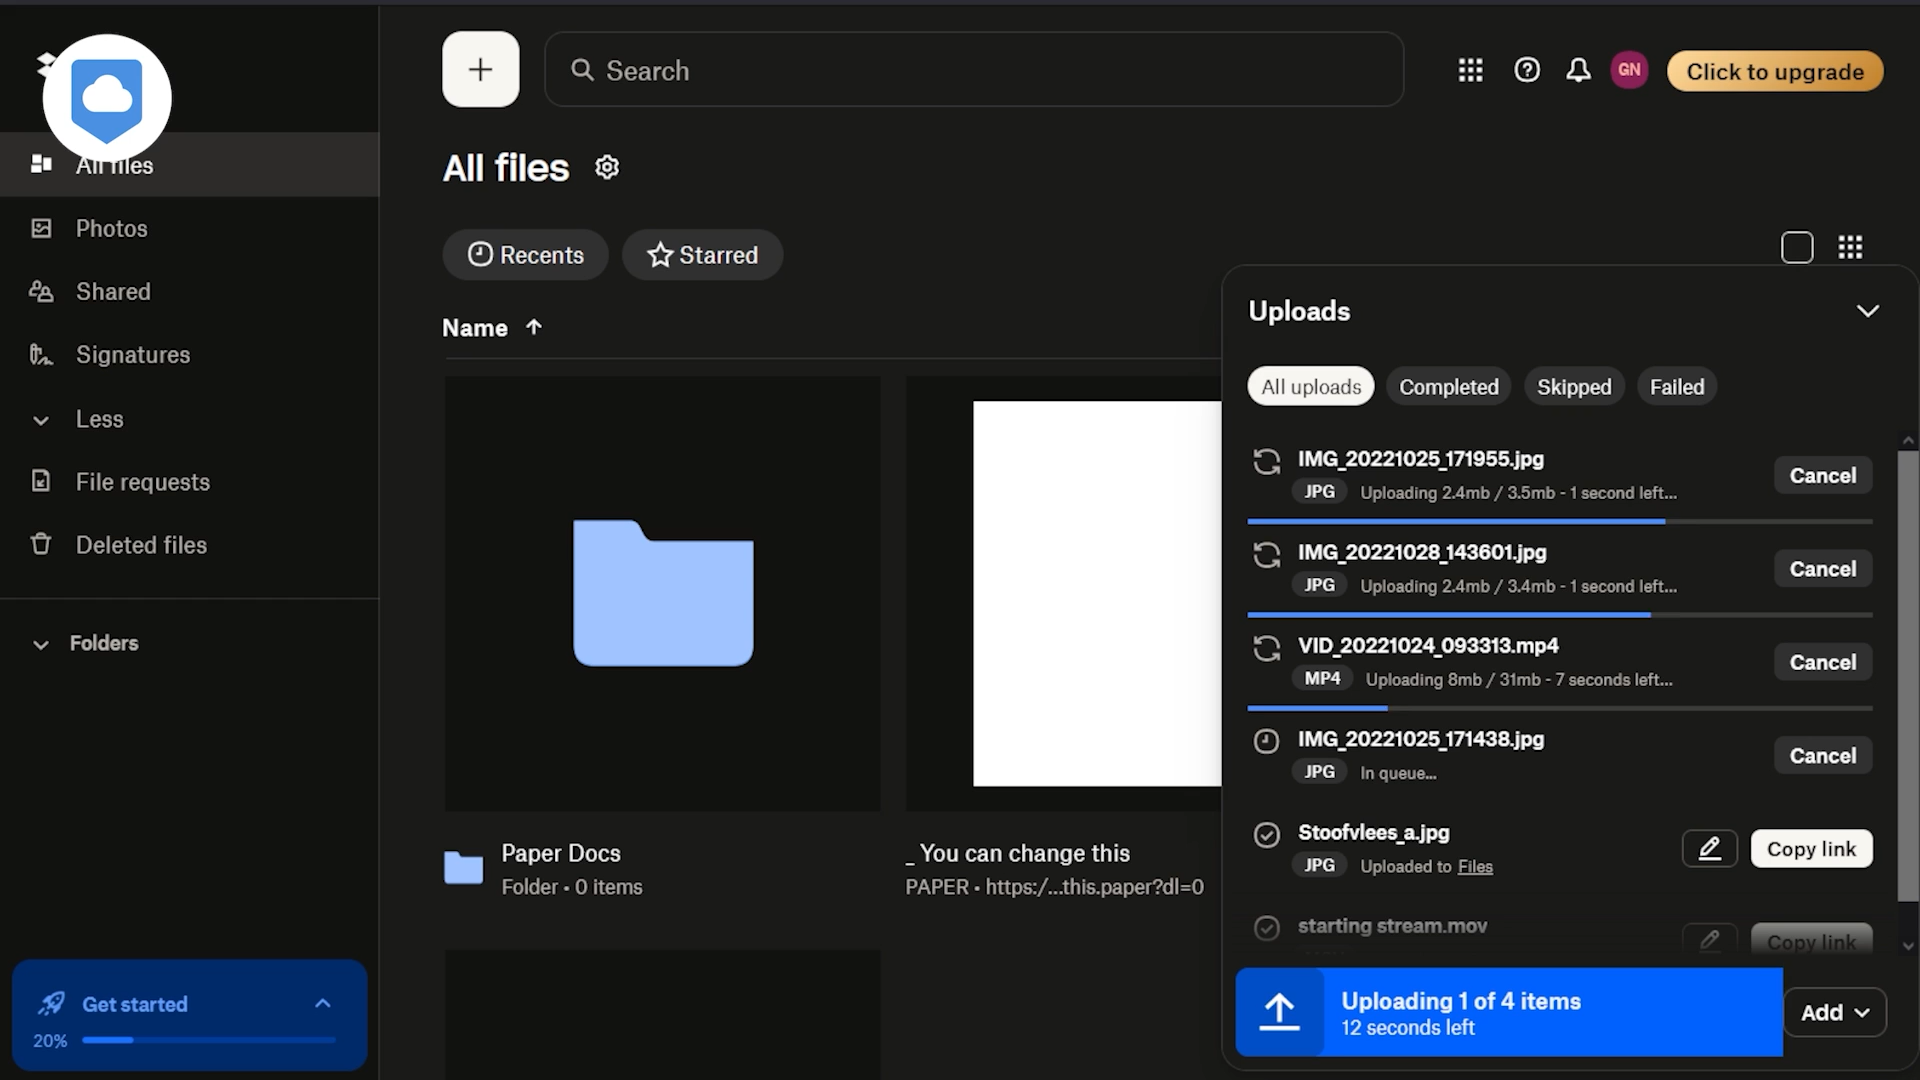 Search
GN
Click to upgrade
All files
Photos
Shared
Signatures
Less
File requests
Deleted files
Folders
Get started
20%
All files
Recents
Starred
Name
Paper Docs
Folder • 0 items
_ You can change this
PAPER • https:/...this.paper?dl=0
Uploads
All uploads
Completed
Skipped
Failed
IMG_20221025_171955.jpg
JPG Uploading 2.4mb / 3.5mb - 1 second left...
Cancel
IMG_20221028_143601.jpg
JPG Uploading 2.4mb / 3.4mb - 1 second left...
Cancel
VID_20221024_093313.mp4
MP4 Uploading 8mb / 31mb - 7 seconds left...
Cancel
IMG_20221025_171438.jpg
JPG In queue...
Cancel
Stoofvlees_a.jpg
JPG Uploaded to Files
Copy link
starting stream.mov
Copy link
Uploading 1 of 4 items
12 seconds left
Add